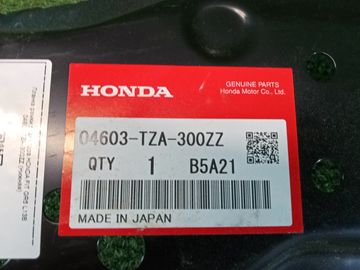 HONDA
GENUINE PARTS
Honda Motor Co., Ltd.
04603-TZA-300ZZ
QTY 1 B5A21
MADE IN JAPAN